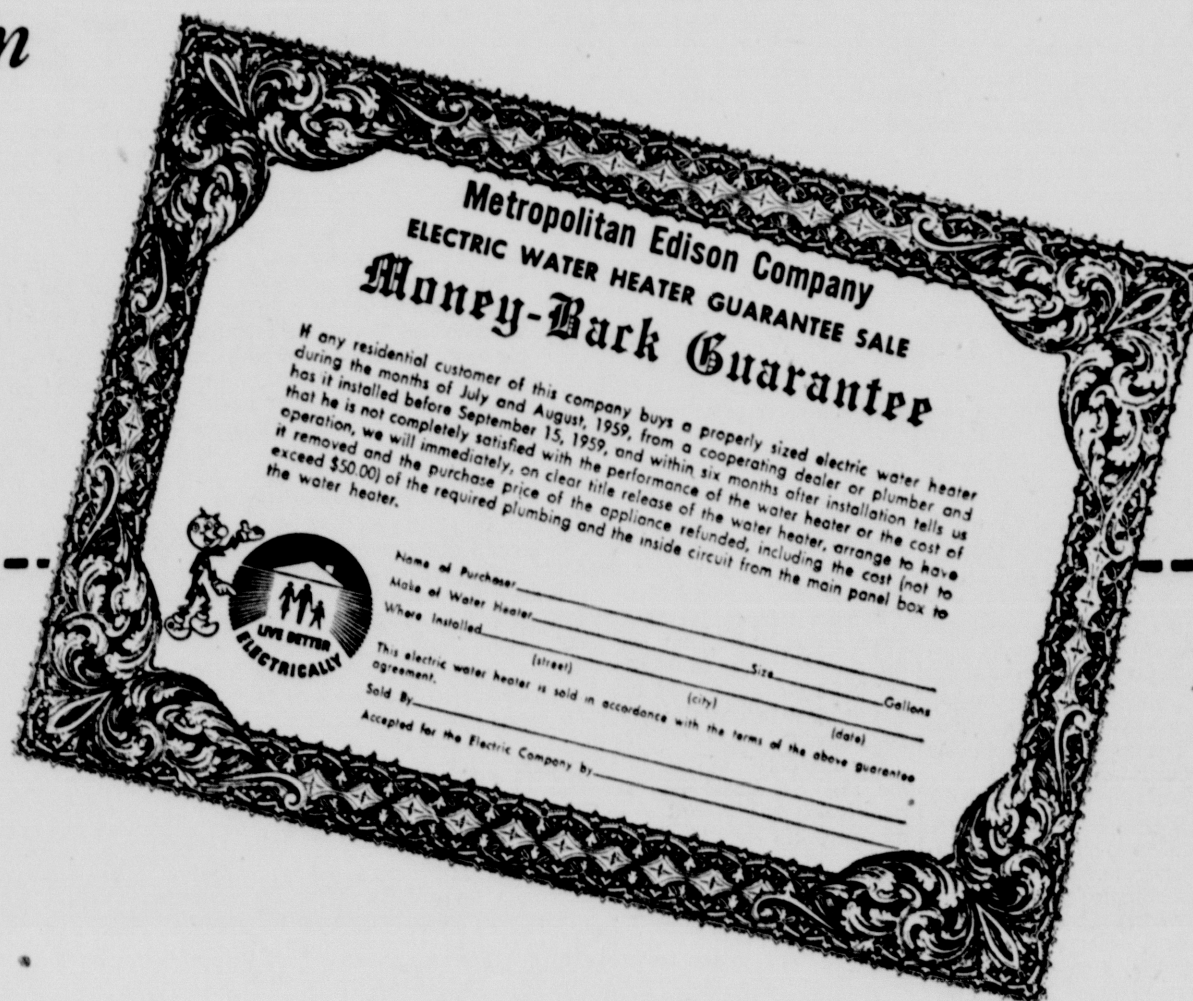 n
Metropolitan Edison Company
ELECTRIC WATER HEATER GUARANTEE SALE
Money-Back Guarantee
If any residential customer of this company buys a properly sized electric water heater
during the months of July and August, 1959, from a cooperating dealer or plumber and
has it installed before September 15, 1959, and within six months after installation tells us
that he is not completely satisfied with the performance of the water heater or the cost of
operation, we will immediately, on clear title release of the water heater, arrange to have
it removed and the purchase price of the appliance refunded, including the cost (not to
exceed $50.00) of the required plumbing and the inside circuit from the main panel box to
the water heater.
Name of Purchaser
Make of Water Heater Size Gallons
Where Installed
(street) (city) (date)
This electric water heater is sold in accordance with the terms of the above guarantee
agreement.
Sold By
Accepted for the Electric Company by
LIVE BETTER
ELECTRICALLY